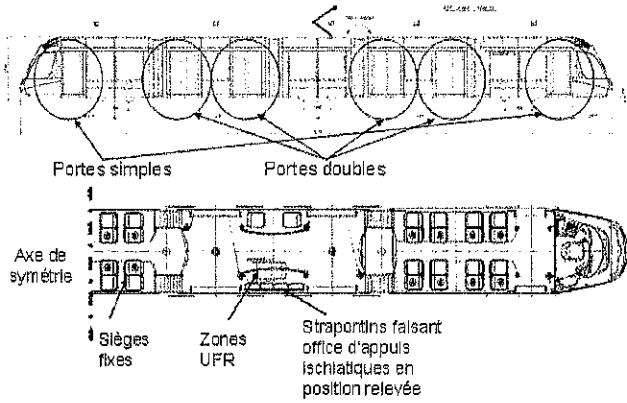 Portes simples
Portes doubles
Axe de
symétrie
Sièges
fixes
Zones
UFR
Strapontins faisant
office d'appuis
ischiatiques en
position relevée